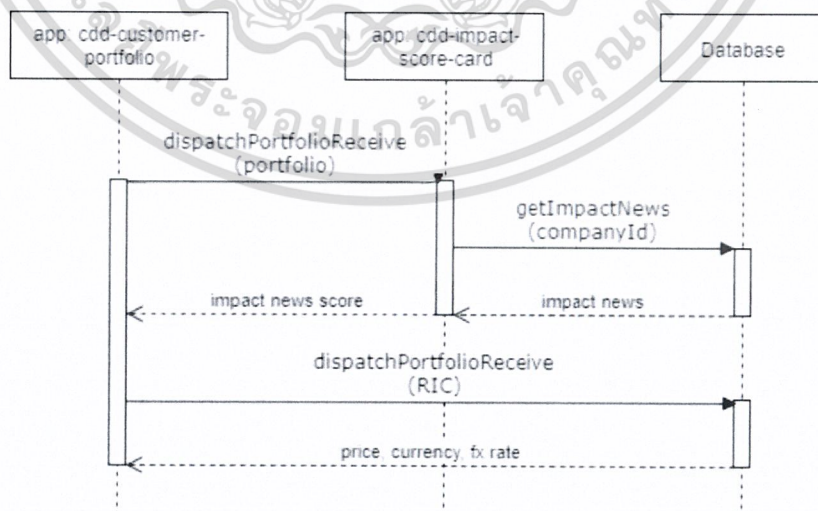 app: cdd-customer-
portfolio
app: cdd-impact-
score-card
Database
dispatchPortfolioReceive
(portfolio)
getImpactNews
(companyId)
impact news score
impact news
dispatchPortfolioReceive
(RIC)
price, currency, fx rate